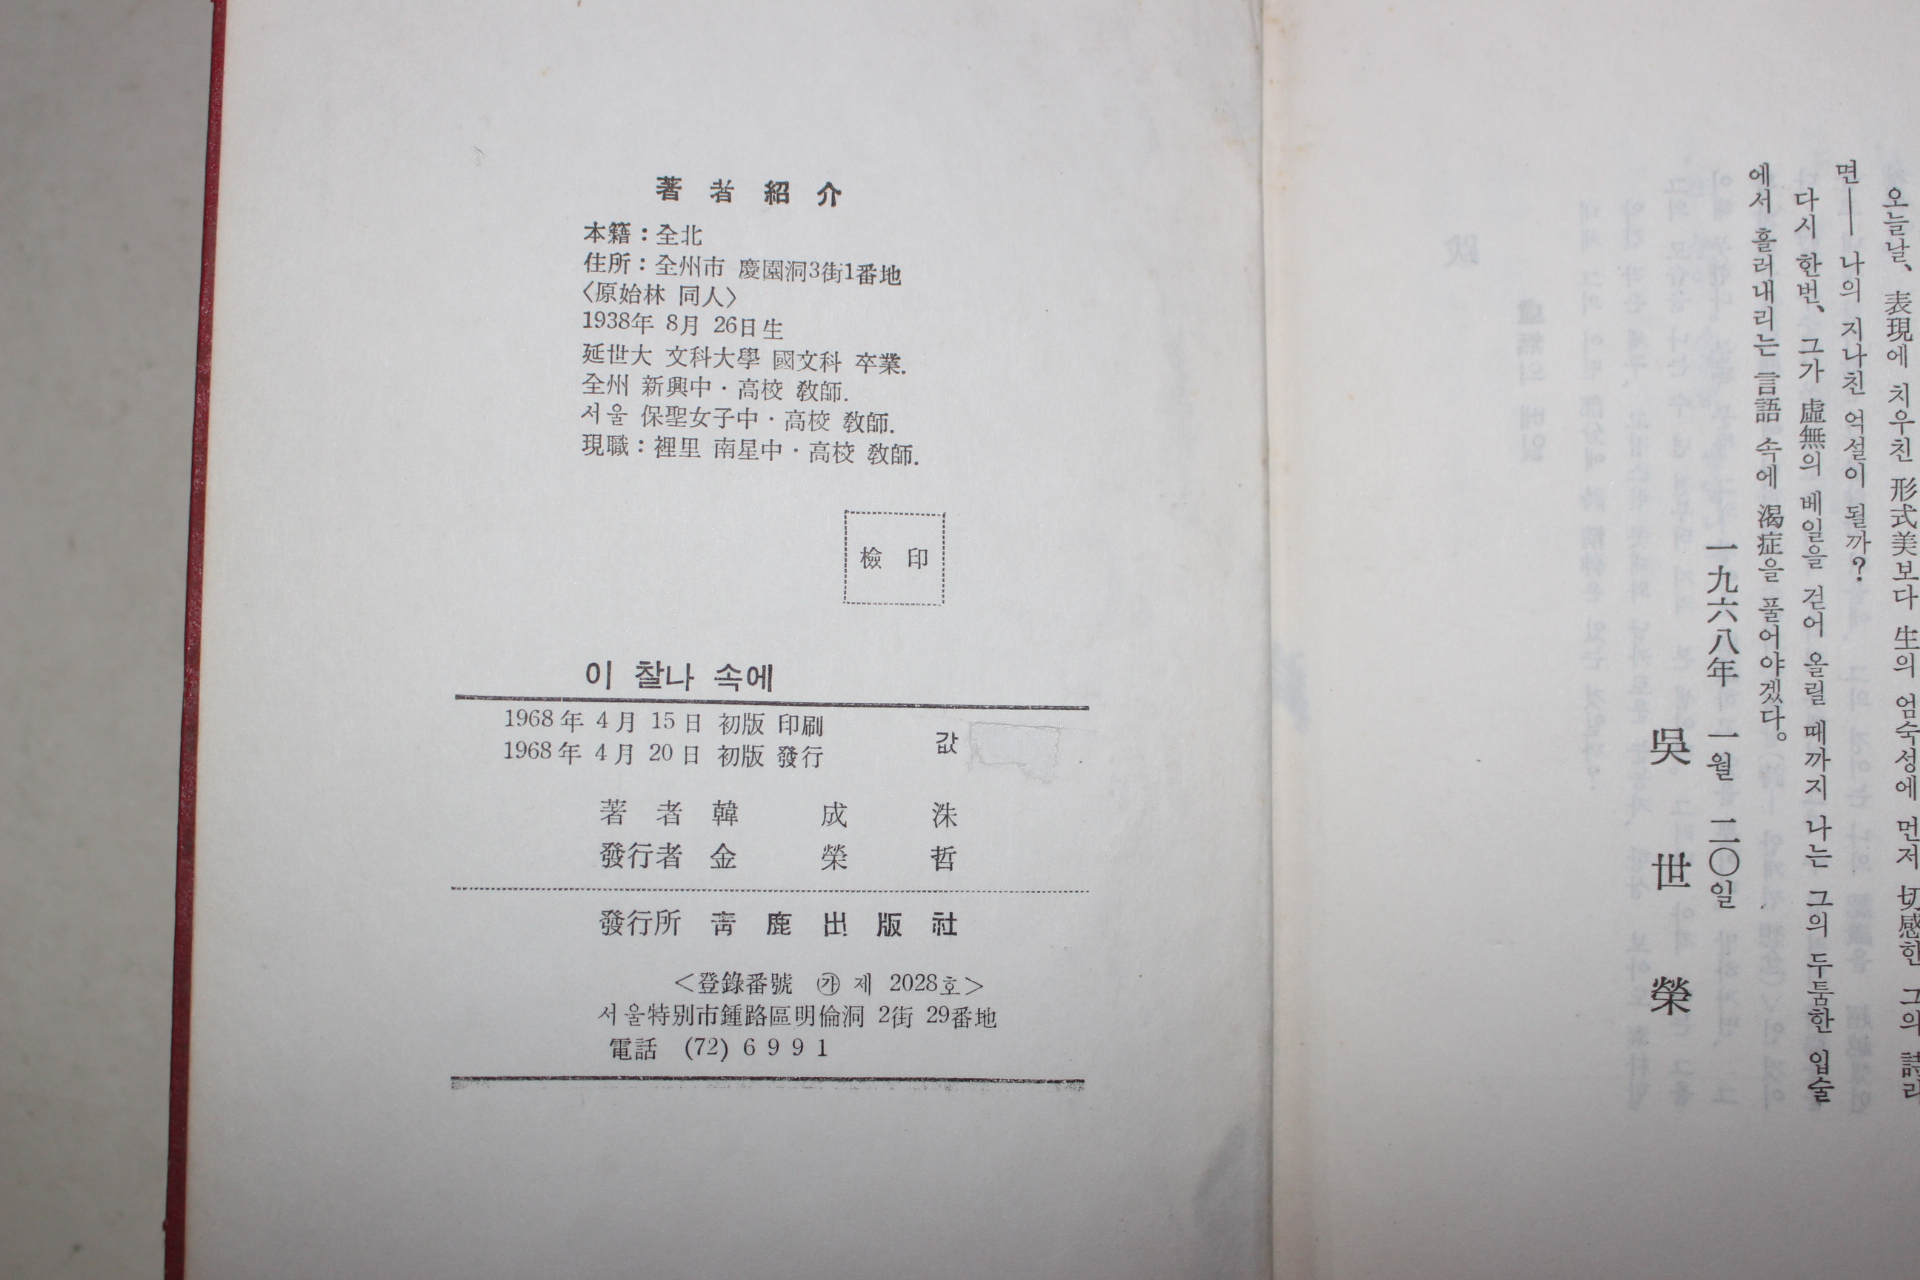 著者紹介
本籍：全北
住所：全州市 慶園洞3街1番地
〈原始林 同人〉
1938年 8月 26日生
延世大 文科大學 國文科 卒業.
全州 新興中·高校 敎師.
서울 保聖女子中·高校 敎師.
現職：裡里 南星中·高校 敎師.
檢印
이 찰나 속에
1968年 4月 15日 初版 印刷
1968年 4月 20日 初版 發行
값
著者 韓成洙
發行者 金榮哲
發行所 靑鹿出版社
<登錄番號 ㉮ 제 2028호>
서울特別市鍾路區明倫洞 2街 29番地
電話 (72) 6991
오늘날、表現에 치우친 形式美보다 生의 엄숙성에 먼저 切感한 그의 詩라
면── 나의 지나친 억설이 될까?
다시 한번、그가 虛無의 베일을 걷어 올릴 때까지 나는 그의 두툼한 입술
에서 흘러내리는 言語 속에 渴症을 풀어야겠다。
一九六八年 一월 二〇일
吳世榮